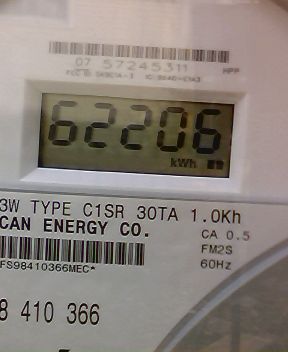 07 57245311 HPP
62206
kWh
3W TYPE C1SR 30TA 1.0Kh
CAN ENERGY CO. CA 0.5
FM2S
FS98410366MEC* 60Hz
8 410 366